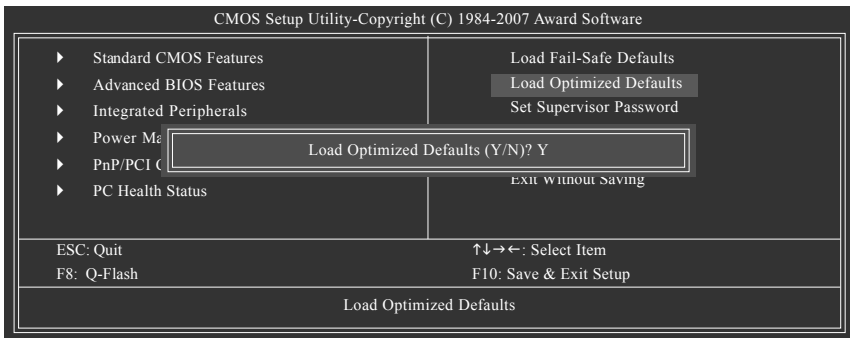 CMOS Setup Utility-Copyright (C) 1984-2007 Award Software
Standard CMOS Features
Advanced BIOS Features
Integrated Peripherals
Power
PnP/PCI
PC Health Status
Load Fail-Safe Defaults
Load Optimized Defaults
Set Supervisor Password
Exit Without Saving
Load Optimized Defaults (Y/N)? Y
ESC: Quit
F8: Q-Flash
↑↓→←: Select Item
F10: Save & Exit Setup
Load Optimized Defaults